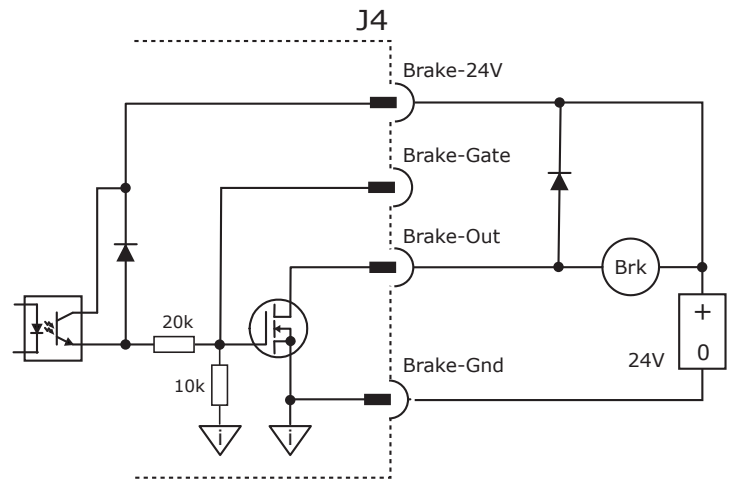 J4
Brake-24V
Brake-Gate
Brake-Out
Brk
20k
+
24V
0
Brake-Gnd
10k
i
i